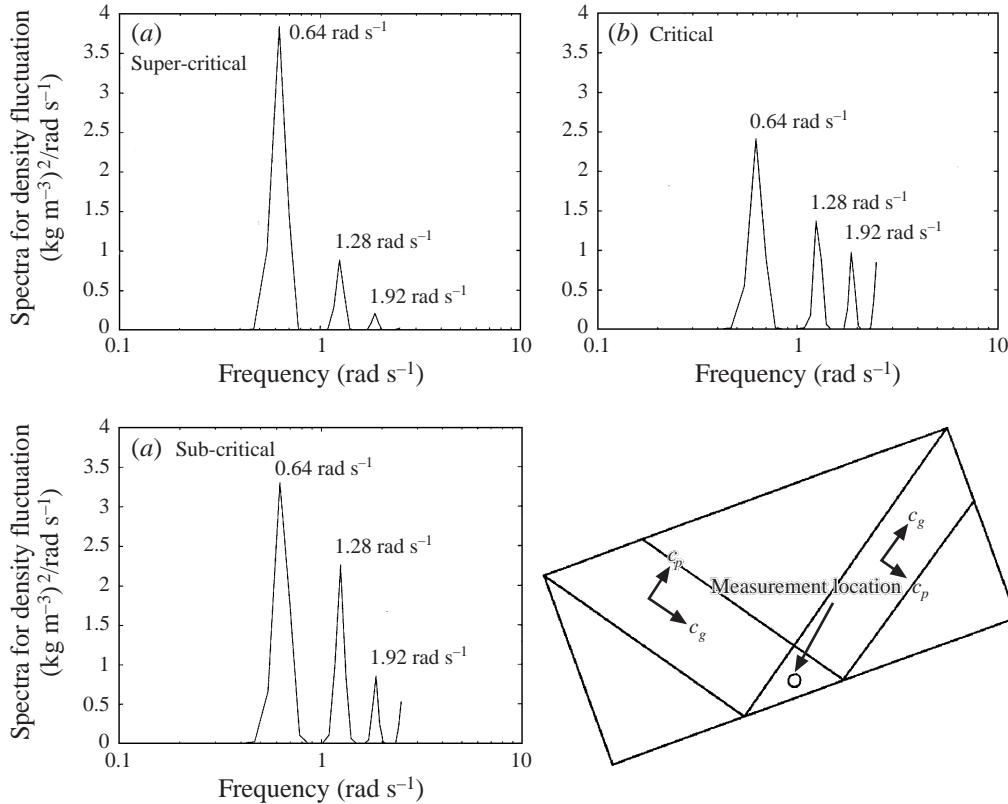 (a)
Super-critical
0.64 rad s⁻¹
1.28 rad s⁻¹
1.92 rad s⁻¹
4
3.5
3
2.5
2
1.5
1
0.5
0
0.1
1
10
Frequency (rad s⁻¹)
Spectra for density fluctuation
(kg m⁻³)²/rad s⁻¹)
(b) Critical
0.64 rad s⁻¹
1.28 rad s⁻¹
1.92 rad s⁻¹
4
3.5
3
2.5
2
1.5
1
0.5
0
0.1
1
10
Frequency (rad s⁻¹)
(a) Sub-critical
0.64 rad s⁻¹
1.28 rad s⁻¹
1.92 rad s⁻¹
4
3.5
3
2.5
2
1.5
1
0.5
0
0.1
1
10
Frequency (rad s⁻¹)
Spectra for density fluctuation
(kg m⁻³)²/rad s⁻¹)
c_g
c_p
Measurement location
c_p
c_g